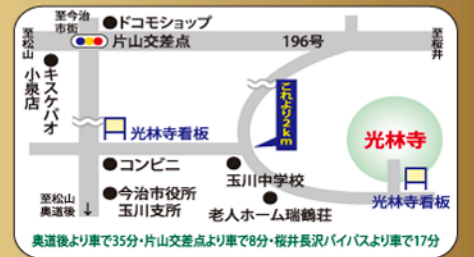 至今治
市街
ドコモショップ
至松山
片山交差点
196号
至桜井
キスケパオ
小泉店
これより2km
光林寺看板
光林寺
コンビニ
玉川中学校
今治市役所
玉川支所
老人ホーム瑞鶴荘
光林寺看板
至松山
奥道後
奥道後より車で35分・片山交差点より車で8分・桜井長沢バイパスより車で17分